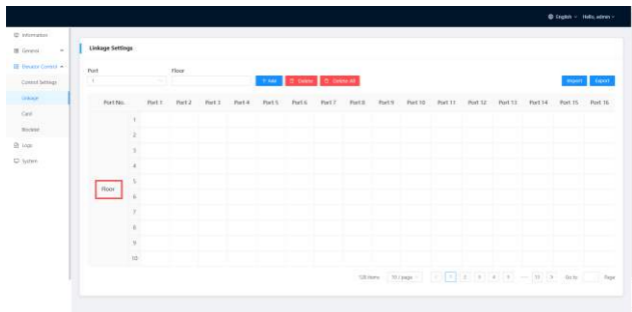 English
Hello, admin
Information
General
Elevator Control
Control Settings
Linkage
Card
Blocked
Logs
System
Linkage Settings
Port
Floor
1
+ Add
Delete
Delete All
Import
Export
Port No. Port 1 Port 2 Port 3 Port 4 Port 5 Port 6 Port 7 Port 8 Port 9 Port 10 Port 11 Port 12 Port 13 Port 14 Port 15 Port 16
Floor
1
2
3
4
5
6
7
8
9
10
128 items 10 / page < 1 2 3 4 5 ··· 13 > Go to Page